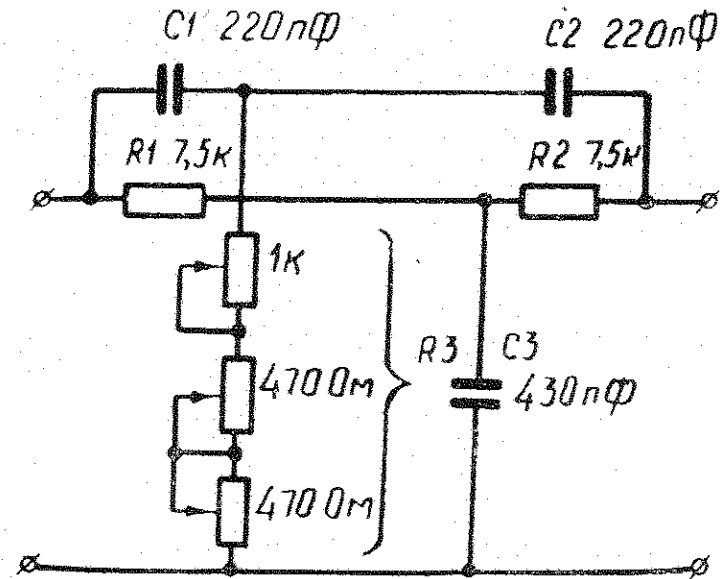 C1 220пФ
C2 220пФ
R1 7,5к
R2 7,5к
1к
R3
C3
470 Ом
430пФ
470 Ом